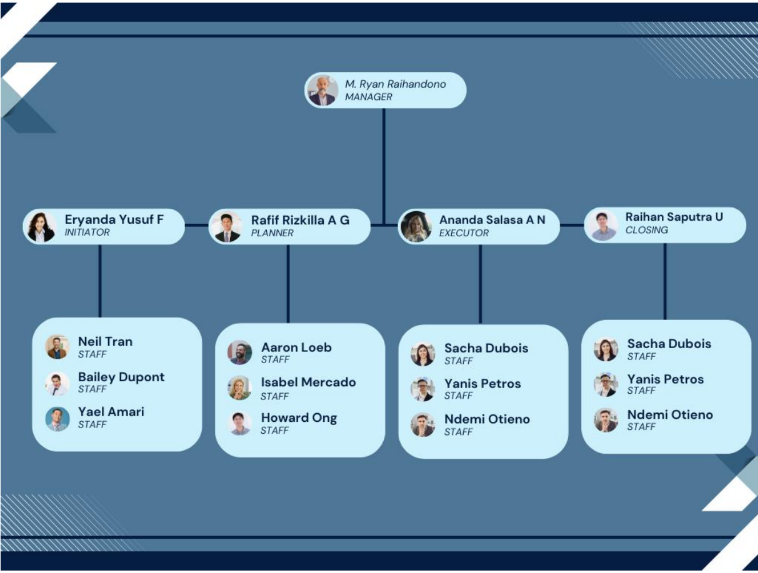 M. Ryan Raihandono
MANAGER
Eryanda Yusuf F
INITIATOR
Rafif Rizkilla A G
PLANNER
Ananda Salasa A N
EXECUTOR
Raihan Saputra U
CLOSING
Neil Tran
STAFF
Bailey Dupont
STAFF
Yael Amari
STAFF
Aaron Loeb
STAFF
Isabel Mercado
STAFF
Howard Ong
STAFF
Sacha Dubois
STAFF
Yanis Petros
STAFF
Ndemi Otieno
STAFF
Sacha Dubois
STAFF
Yanis Petros
STAFF
Ndemi Otieno
STAFF